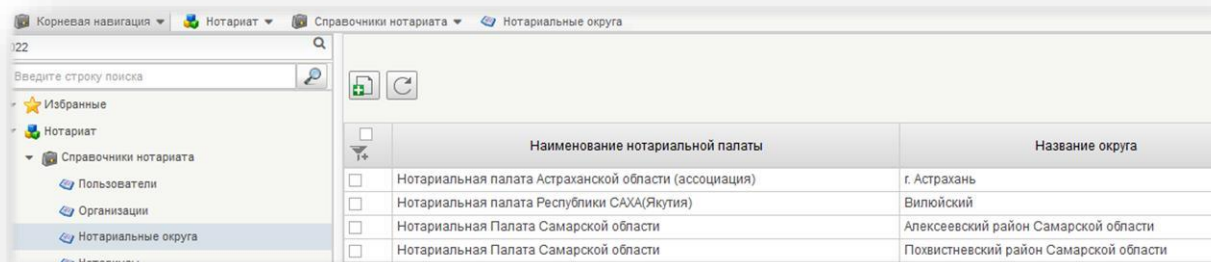 Корневая навигация Нотариат Справочники нотариата Нотариальные округа
022
Введите строку поиска
Избранные
Нотариат
Справочники нотариата
Пользователи
Организации
Нотариальные округа
Наименование нотариальной палаты Название округа
Нотариальная палата Астраханской области (ассоциация) г. Астрахань
Нотариальная палата Республики САХА(Якутия) Вилюйский
Нотариальная Палата Самарской области Алексеевский район Самарской области
Нотариальная Палата Самарской области Похвистневский район Самарской области